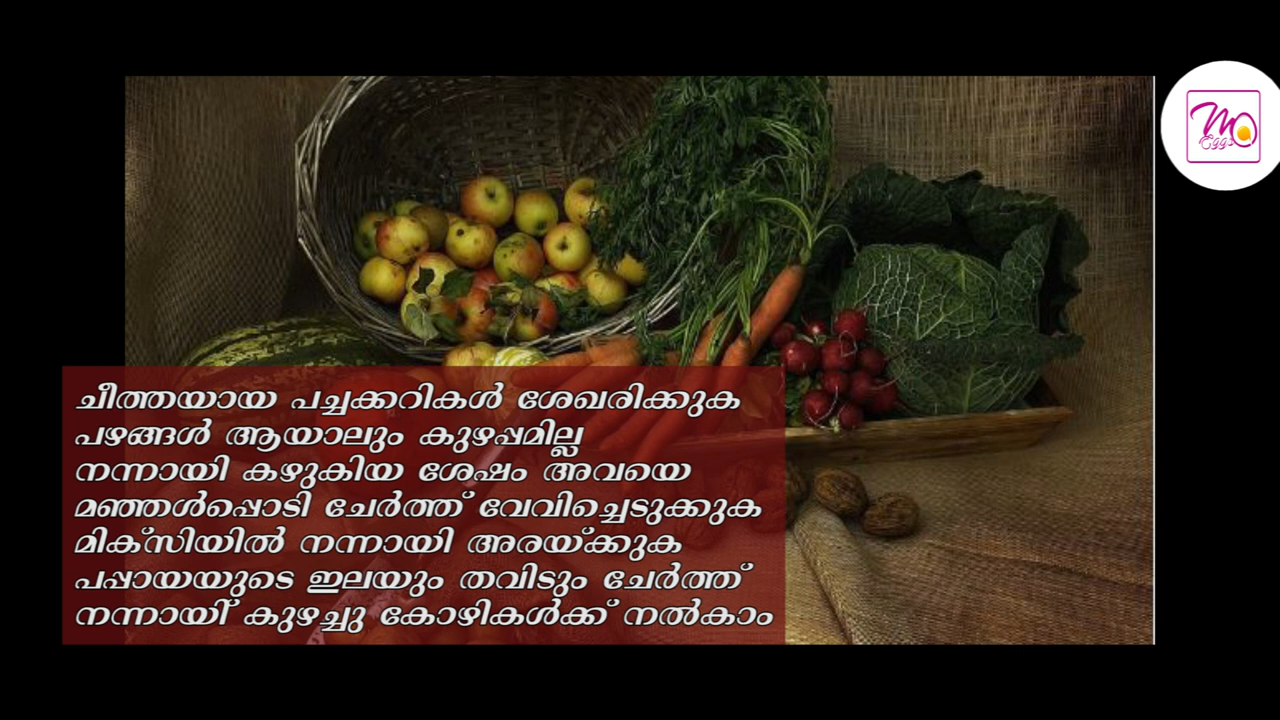 ചീത്തയായ പച്ചക്കറികൾ ശേഖരിക്കുക
പഴങ്ങൾ ആയാലും കുഴപ്പമില്ല
നന്നായി കഴുകിയ ശേഷം അവയെ
മഞ്ഞൾപ്പൊടി ചേർത്ത് വേവിച്ചെടുക്കുക
മിക്സിയിൽ നന്നായി അരയ്ക്കുക
പപ്പായയുടെ ഇലയും തവിടും ചേർത്ത്
നന്നായി് കുഴച്ചു കോഴികൾക്ക് നൽകാം
Eggs